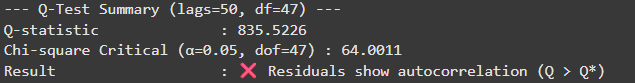 --- Q-Test Summary (lags=50, df=47) ---
Q-statistic : 835.5226
Chi-square Critical (α=0.05, dof=47) : 64.0011
Result : ❌ Residuals show autocorrelation (Q > Q*)